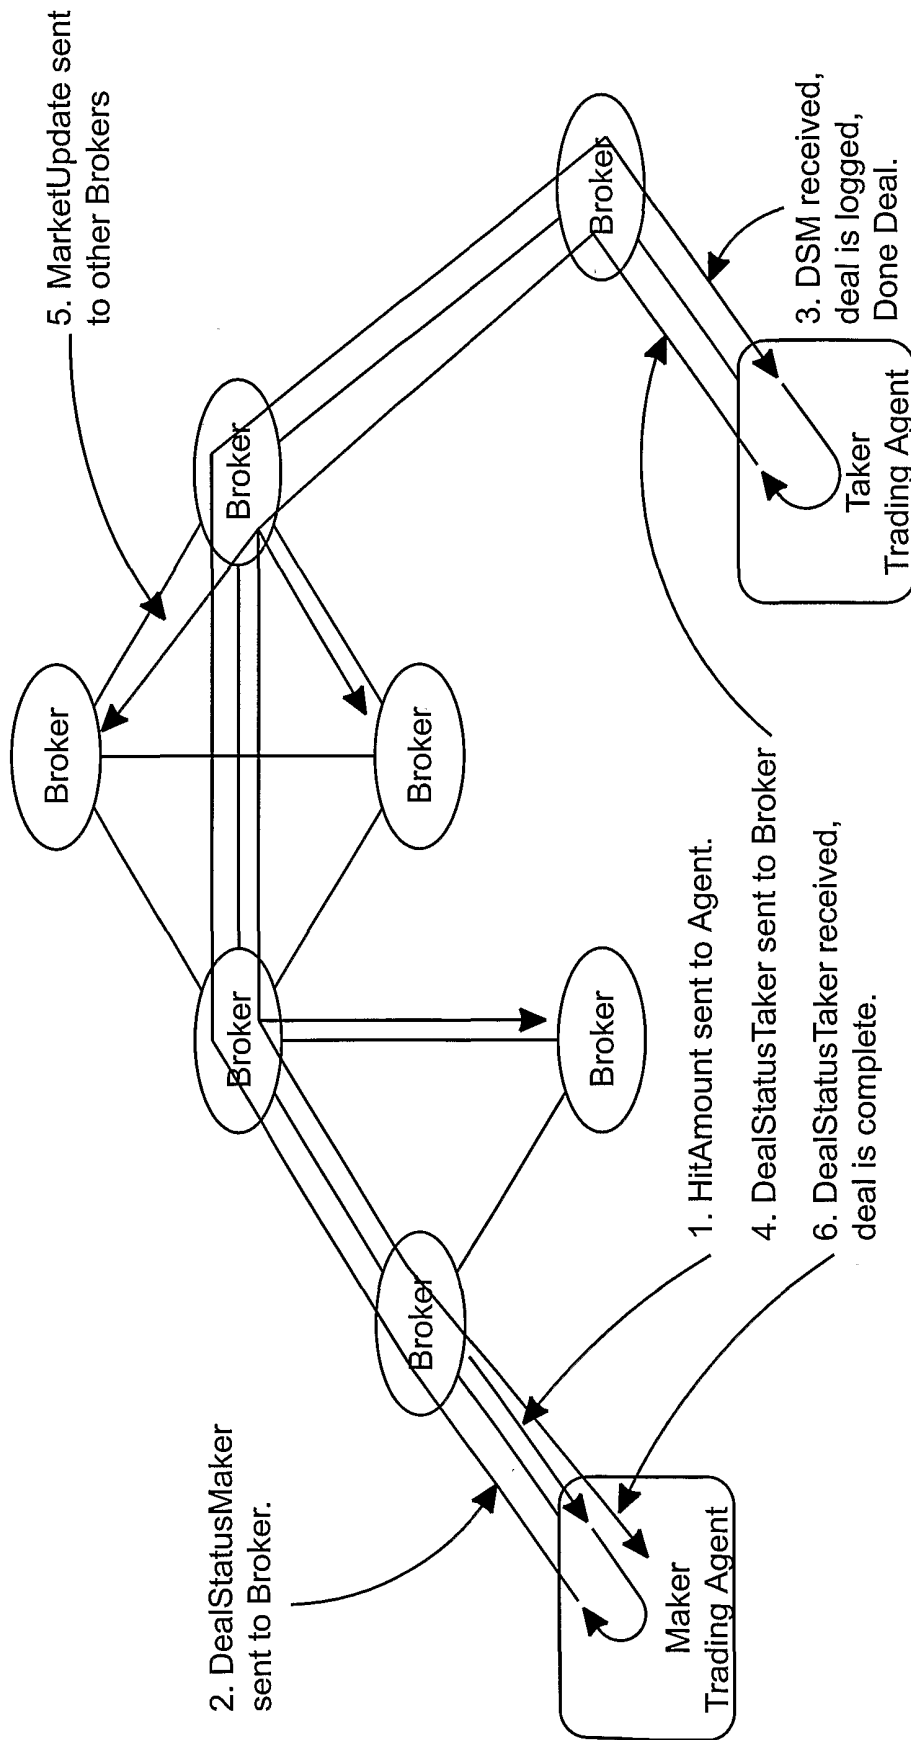 5. MarketUpdate sent
to other Brokers
2. DealStatusMaker
sent to Broker.
Broker
Broker
Broker
Broker
Broker
Broker
Broker
1. HitAmount sent to Agent.
4. DealStatusTaker sent to Broker
6. DealStatusTaker received,
deal is complete.
3. DSM received,
deal is logged,
Done Deal.
Maker
Trading Agent
Taker
Trading Agent